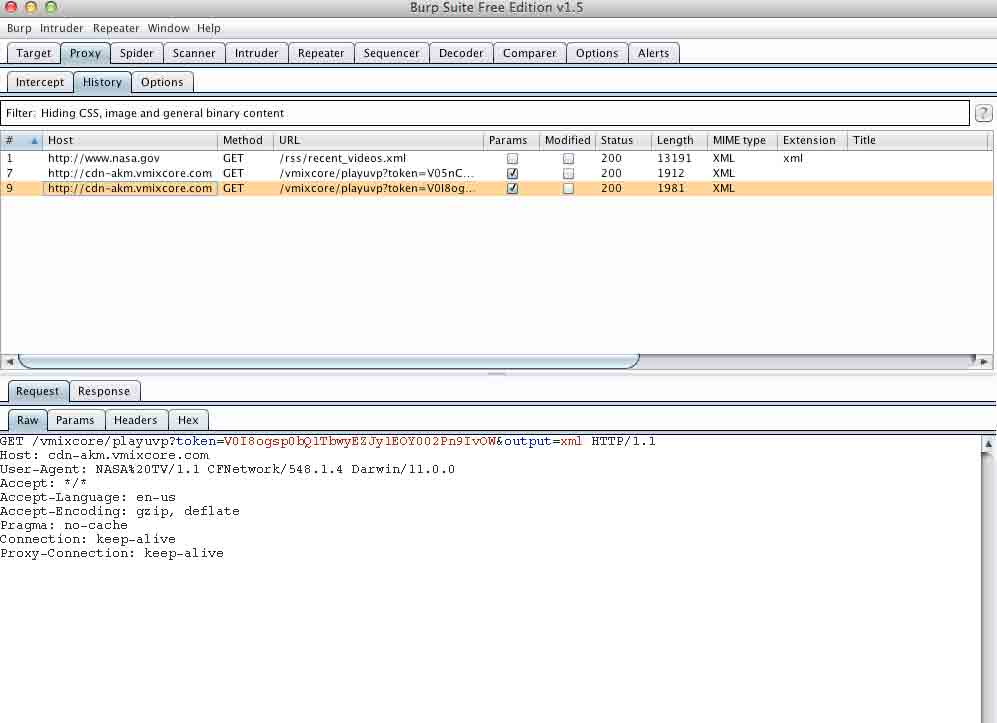 Burp Suite Free Edition v1.5
Burp Intruder Repeater Window Help
Target Proxy Spider Scanner Intruder Repeater Sequencer Decoder Comparer Options Alerts
Intercept History Options
Filter: Hiding CSS, image and general binary content ?
# Host Method URL Params Modified Status Length MIME type Extension Title
1 http://www.nasa.gov GET /rss/recent_videos.xml 200 13191 XML xml
7 http://cdn-akm.vmixcore.com GET /vmixcore/playuvp?token=V05nC... 200 1912 XML
9 http://cdn-akm.vmixcore.com GET /vmixcore/playuvp?token=V0I8og... 200 1981 XML
Request Response
Raw Params Headers Hex
GET /vmixcore/playuvp?token=V0I8ogsp0bQlTbwyEZJylEOY002Pn9IvOW&output=xml HTTP/1.1
Host: cdn-akm.vmixcore.com
User-Agent: NASA%20TV/1.1 CFNetwork/548.1.4 Darwin/11.0.0
Accept: */*
Accept-Language: en-us
Accept-Encoding: gzip, deflate
Pragma: no-cache
Connection: keep-alive
Proxy-Connection: keep-alive